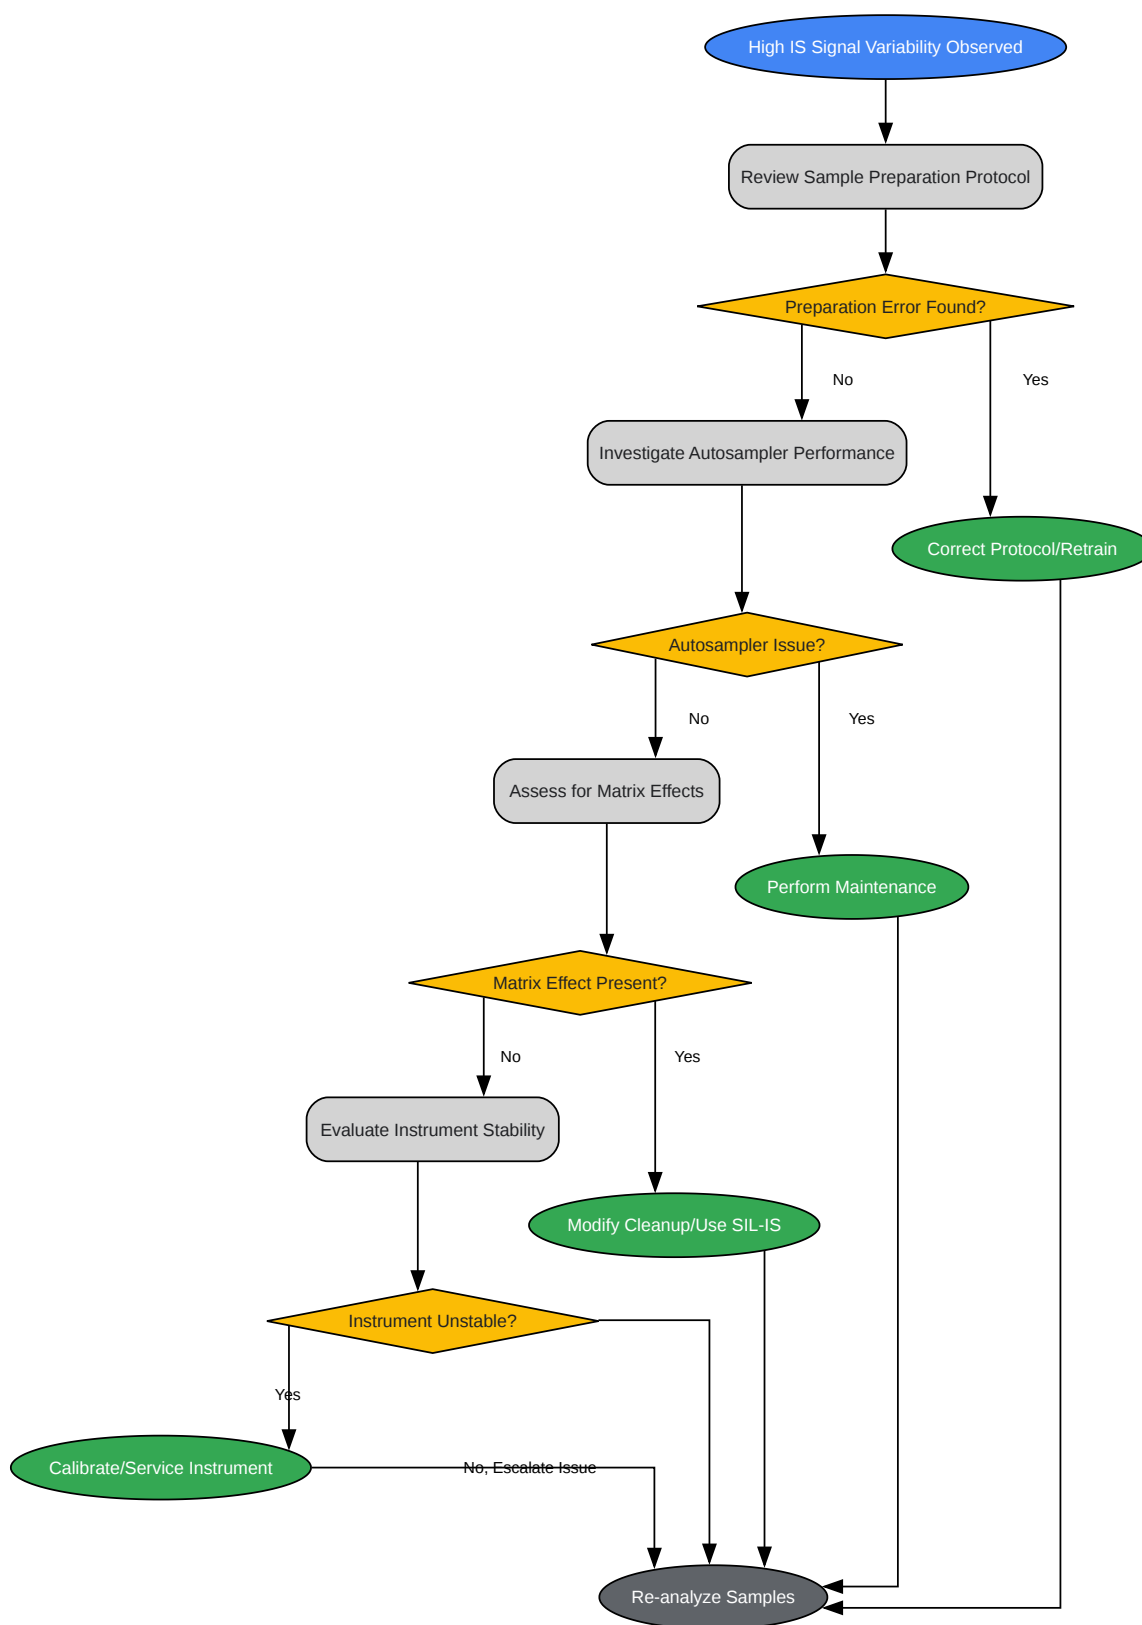 High IS Signal Variability Observed
Review Sample Preparation Protocol
Preparation Error Found?
No
Yes
Investigate Autosampler Performance
Correct Protocol/Retrain
Autosampler Issue?
No
Yes
Assess for Matrix Effects
Perform Maintenance
Matrix Effect Present?
No
Yes
Evaluate Instrument Stability
Modify Cleanup/Use SIL-IS
Instrument Unstable?
Yes
Calibrate/Service Instrument
No, Escalate Issue
Re-analyze Samples